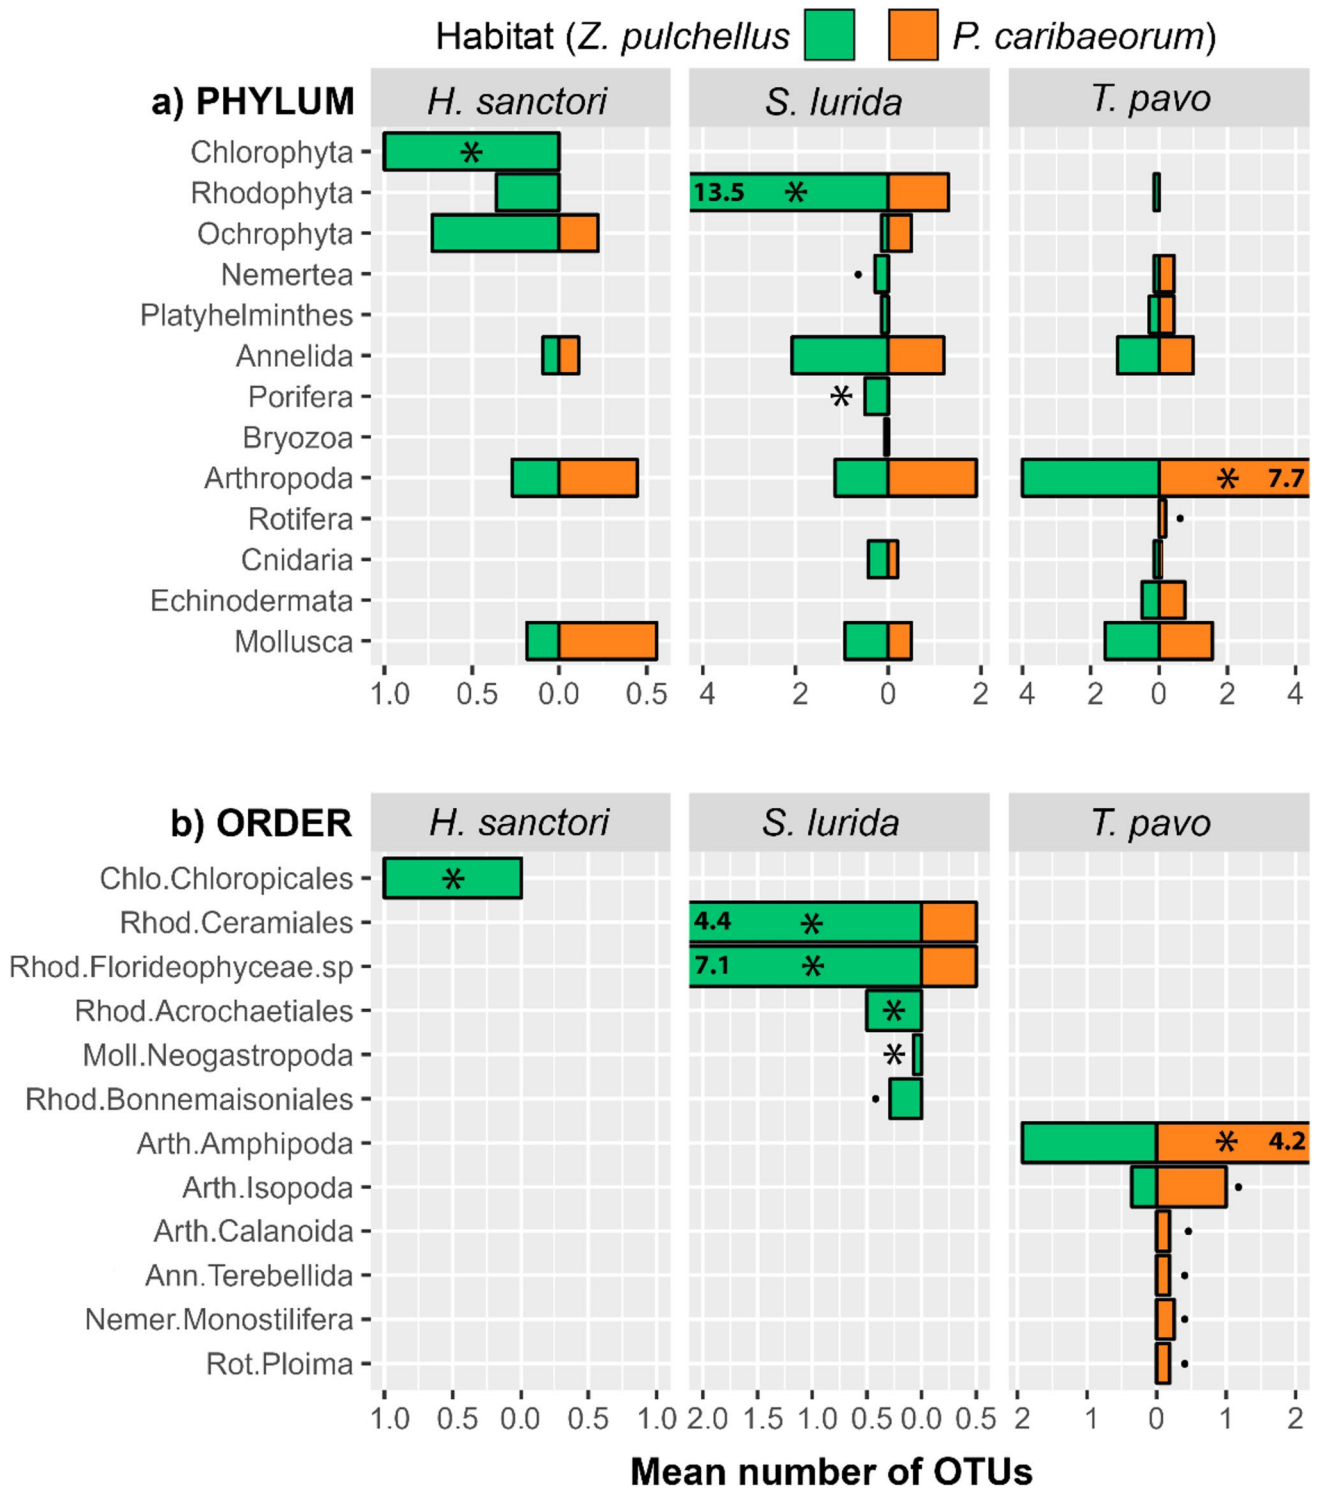 Habitat (Z. pulchellus P. caribaeorum)
a) PHYLUM H. sanctori S. lurida T. pavo
Chlorophyta *
Rhodophyta 13.5 *
Ochrophyta
Nemertea •
Platyhelminthes
Annelida
Porifera *
Bryozoa
Arthropoda * 7.7
Rotifera •
Cnidaria
Echinodermata
Mollusca
1.0 0.5 0.0 0.5 4 2 0 2 4 2 0 2 4
b) ORDER H. sanctori S. lurida T. pavo
Chlo.Chloropicales *
Rhod.Ceramiales 4.4 *
Rhod.Florideophyceae.sp 7.1 *
Rhod.Acrochaetiales *
Moll.Neogastropoda *
Rhod.Bonnemaisoniales •
Arth.Amphipoda * 4.2
Arth.Isopoda •
Arth.Calanoida •
Ann.Terebellida •
Nemer.Monostilifera •
Rot.Ploima •
1.0 0.5 0.0 0.5 1.0 2.0 1.5 1.0 0.5 0.0 0.5 2 1 0 1 2
Mean number of OTUs